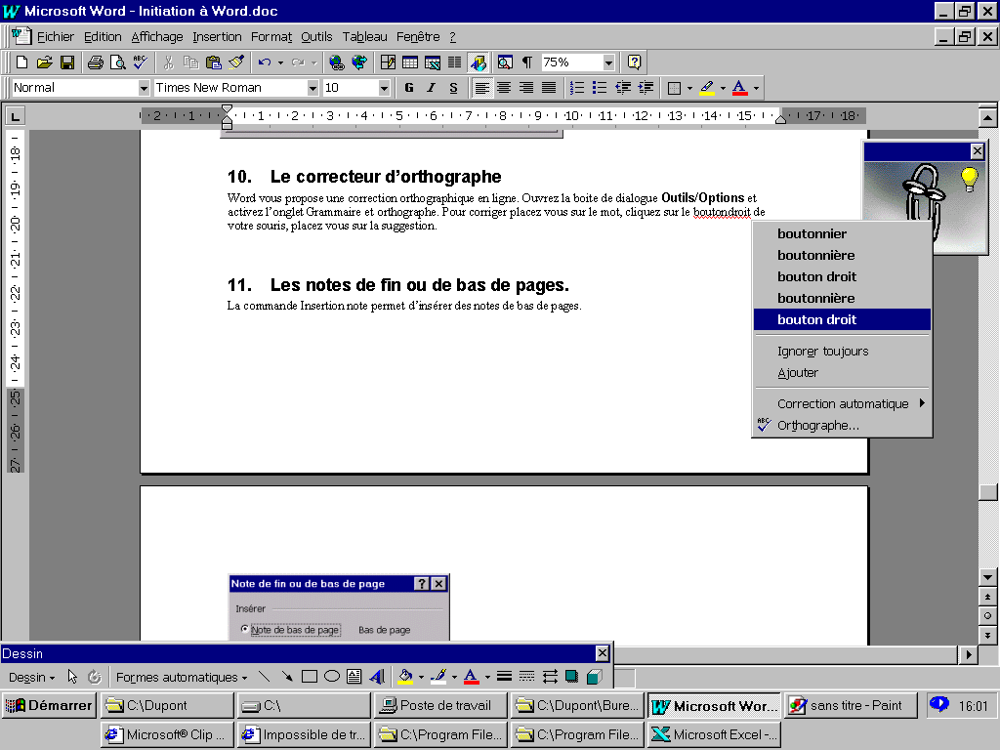 Microsoft Word - Initiation à Word.doc
Fichier Edition Affichage Insertion Format Outils Tableau Fenêtre ?
75%
Normal Times New Roman 10 G I S
2 1 1 2 3 4 5 6 7 8 9 10 11 12 13 14 15 17 18
10. Le correcteur d'orthographe
Word vous propose une correction orthographique en ligne. Ouvrez la boite de dialogue Outils/Options et
activez l'onglet Grammaire et orthographe. Pour corriger placez vous sur le mot, cliquez sur le boutondroit de
votre souris, placez vous sur la suggestion.
boutonnier
boutonnière
bouton droit
boutonnière
bouton droit
Ignorer toujours
Ajouter
Correction automatique
Orthographe...
11. Les notes de fin ou de bas de pages.
La commande Insertion note permet d'insérer des notes de bas de pages.
18
19
20
21
22
23
24
25
26
27
Note de fin ou de bas de page
Insérer
Note de bas de page Bas de page
Dessin
Dessin Formes automatiques
Démarrer C:\Dupont C:\ Poste de travail C:\Dupont\Bure... Microsoft Wor... sans titre - Paint 16:01
Microsoft® Clip ... Impossible de tr... C:\Program File... C:\Program File... Microsoft Excel -...